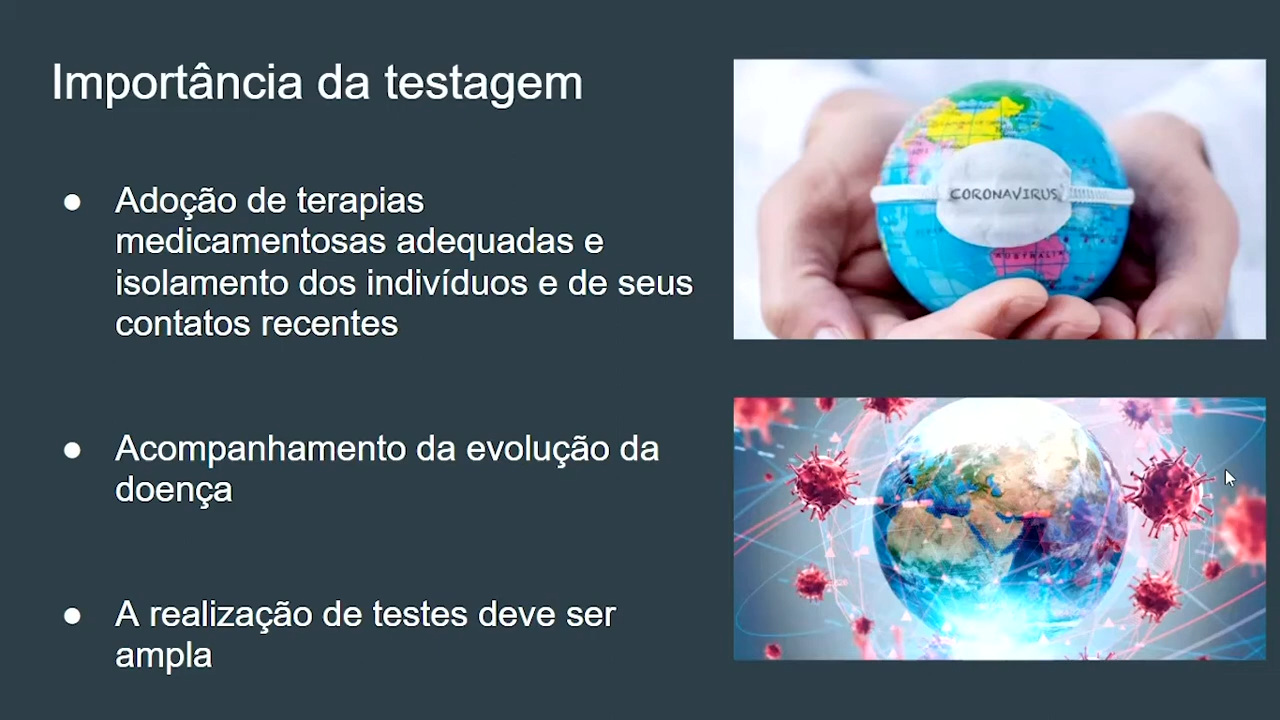 Importância da testagem
● Adoção de terapias
medicamentosas adequadas e
isolamento dos indivíduos e de seus
contatos recentes
● Acompanhamento da evolução da
doença
● A realização de testes deve ser
ampla
CORONAVIRUS
AUSTRALIA